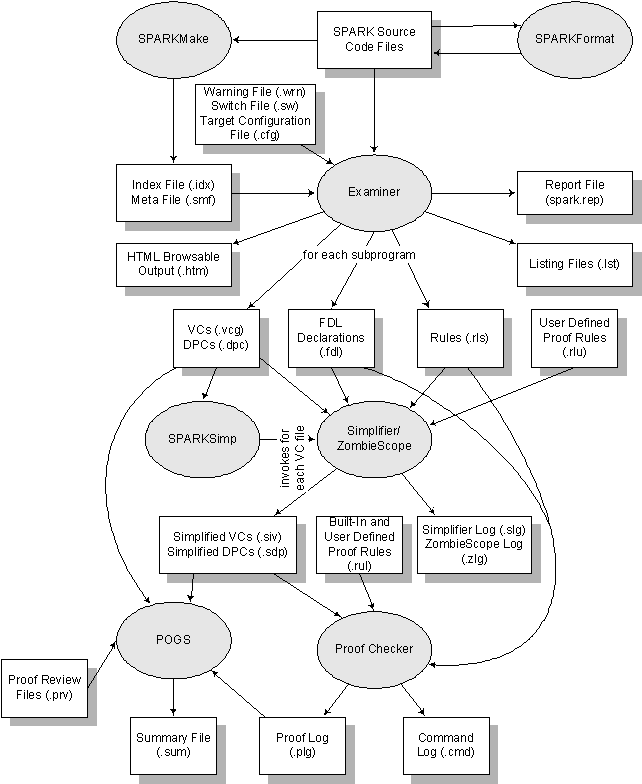 SPARKMake
SPARK Source
Code Files
SPARKFormat
Warning File (.wrn)
Switch File (.sw)
Target Configuration
File (.cfg)
Index File (.idx)
Meta File (.smf)
Examiner
Report File
(spark.rep)
HTML Browsable
Output (.htm)
for each subprogram
Listing Files (.lst)
VCs (.vcg)
DPCs (.dpc)
FDL
Declarations
(.fdl)
Rules (.rls)
User Defined
Proof Rules
(.rlu)
SPARKSimp
invokes for
each VC file
Simplifier/
ZombieScope
Simplified VCs (.siv)
Simplified DPCs (.sdp)
Built-In and
User Defined
Proof Rules
(.rul)
Simplifier Log (.slg)
ZombieScope Log
(.zlg)
POGS
Proof Checker
Proof Review
Files (.prv)
Summary File
(.sum)
Proof Log
(.plg)
Command
Log (.cmd)